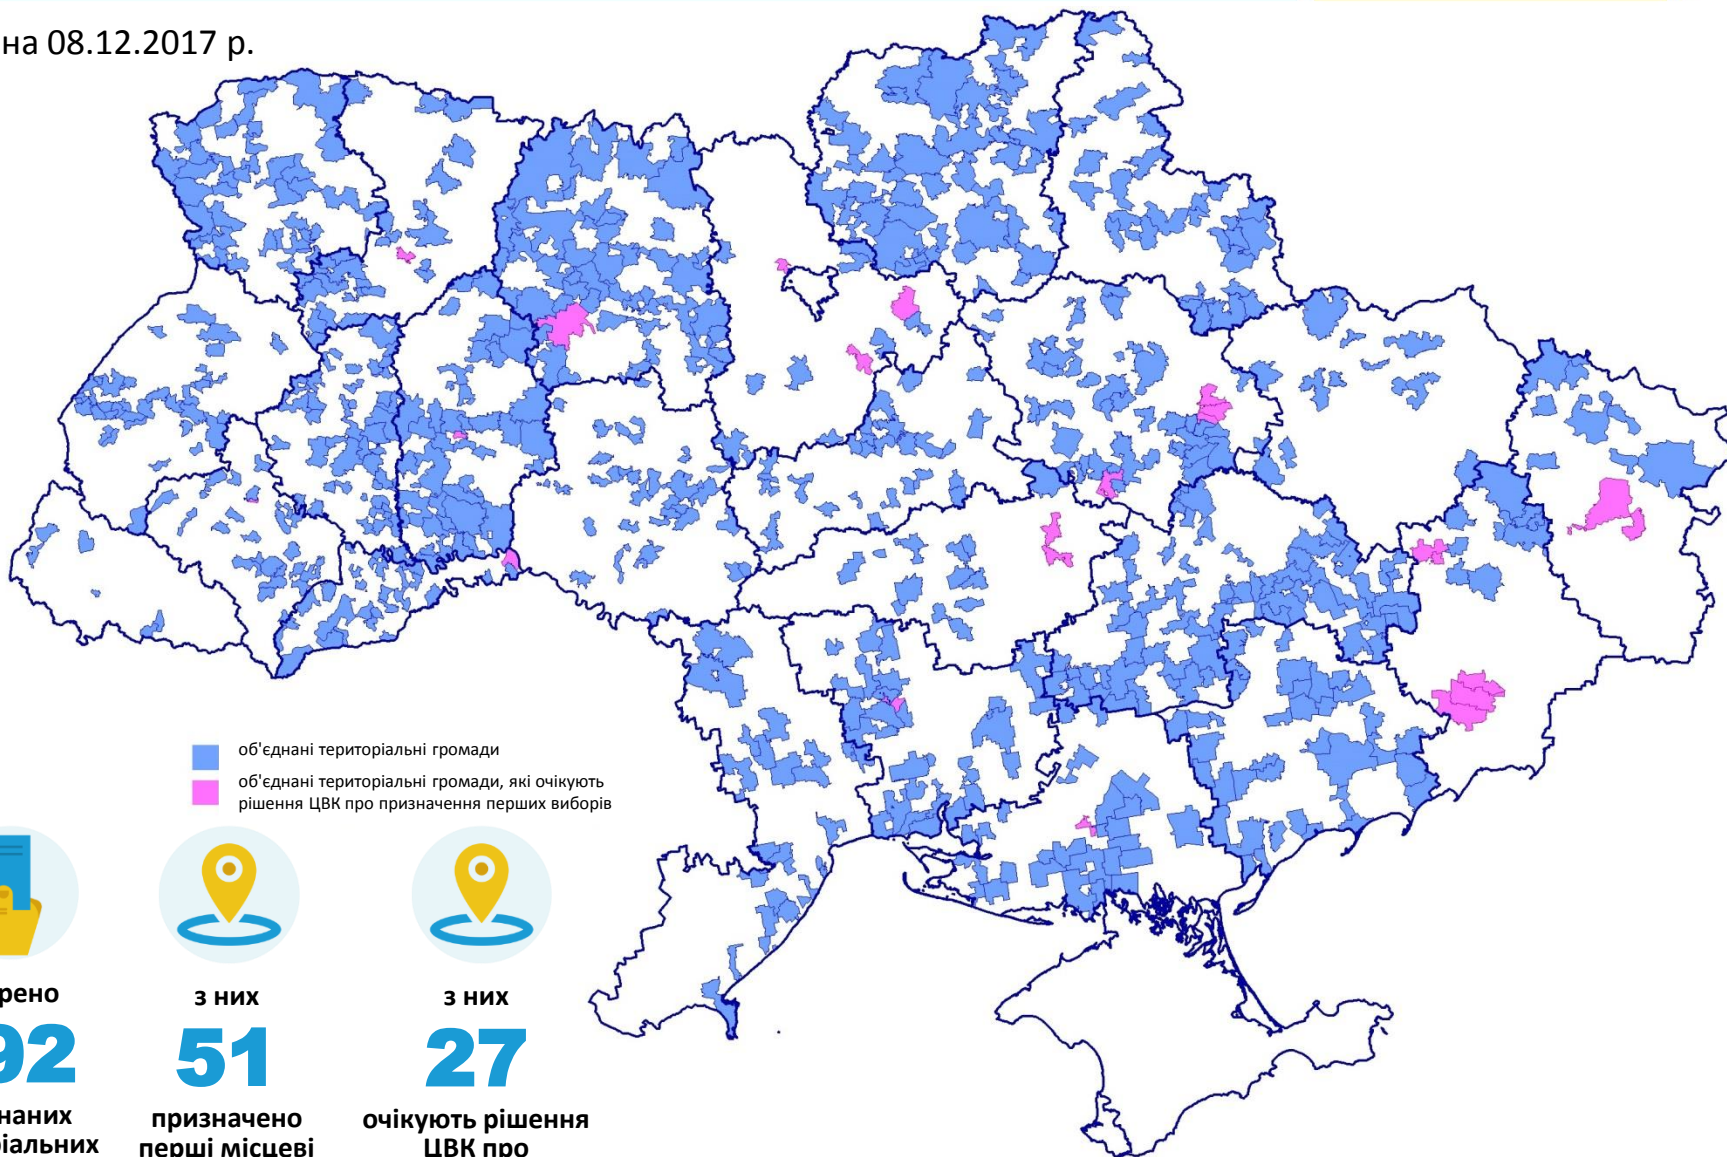 на 08.12.2017 р.
об'єднані територіальні громади
об'єднані територіальні громади, які очікують
рішення ЦВК про призначення перших виборів
рено
92
наних
ріальних
з них
51
призначено
перші місцеві
з них
27
очікують рішення
ЦВК про